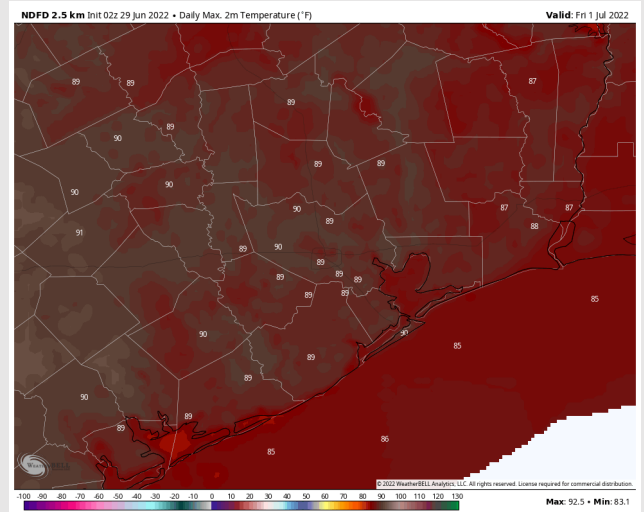 NDFD 2.5 km Init 02z 29 Jun 2022 • Daily Max. 2m Temperature (°F)
Valid: Fri 1 Jul 2022
89 89 87
89
90 89
89 89
90 90
90 87 87
89 88
91
89 90
89
89 89
89
89 89
85
90 90
85
89
89
90
89
89
86
85
WeatherBELL
© 2022 WeatherBELL Analytics, LLC. All rights reserved. License required for commercial distribution.
-100 -90 -80 -70 -60 -50 -40 -30 -20 -10 0 10 20 30 40 50 60 70 80 90 100 110 120 130
Max: 92.5 • Min: 83.1